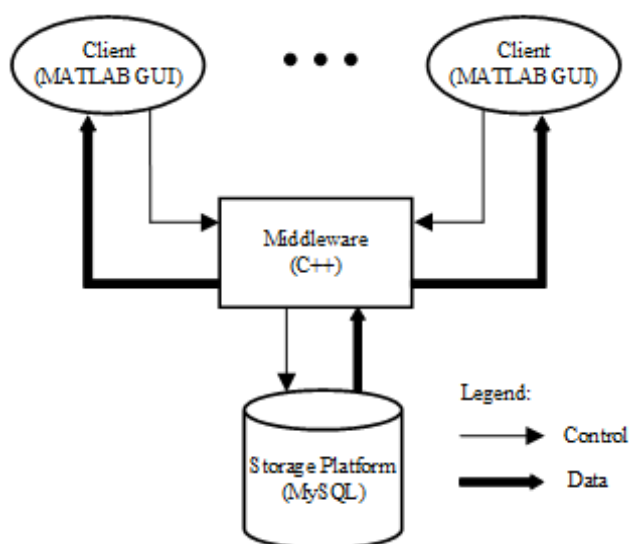 Client
(MATLAB GUI)
Client
(MATLAB GUI)
Middleware
(C++)
Storage Platform
(MySQL)
Legend:
Control
Data